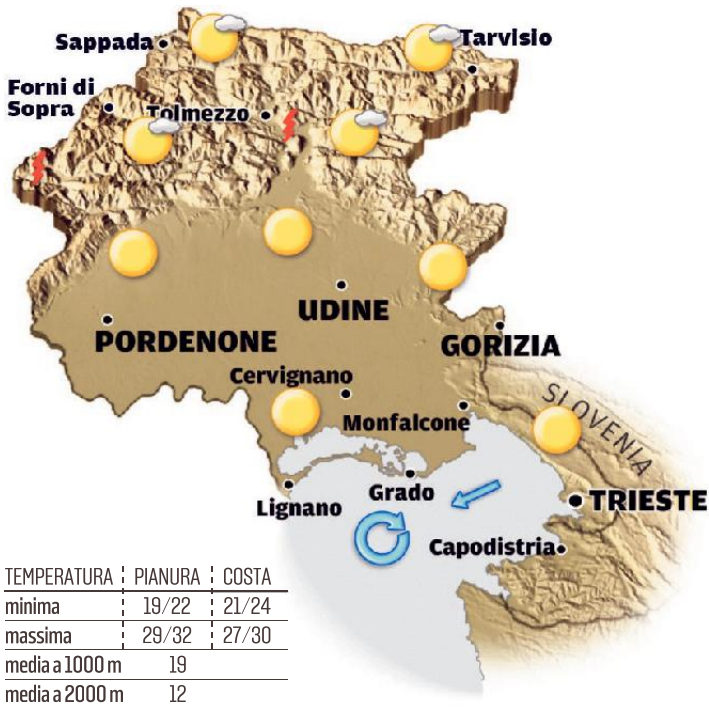 Sappada
Tarvisio
Forni di
Sopra
Tolmezzo
UDINE
PORDENONE
GORIZIA
Cervignano
SLOVENIA
Monfalcone
Lignano
Grado
TRIESTE
Capodistria
TEMPERATURA PIANURA COSTA
minima 19/22 21/24
massima 29/32 27/30
media a 1000 m 19
media a 2000 m 12